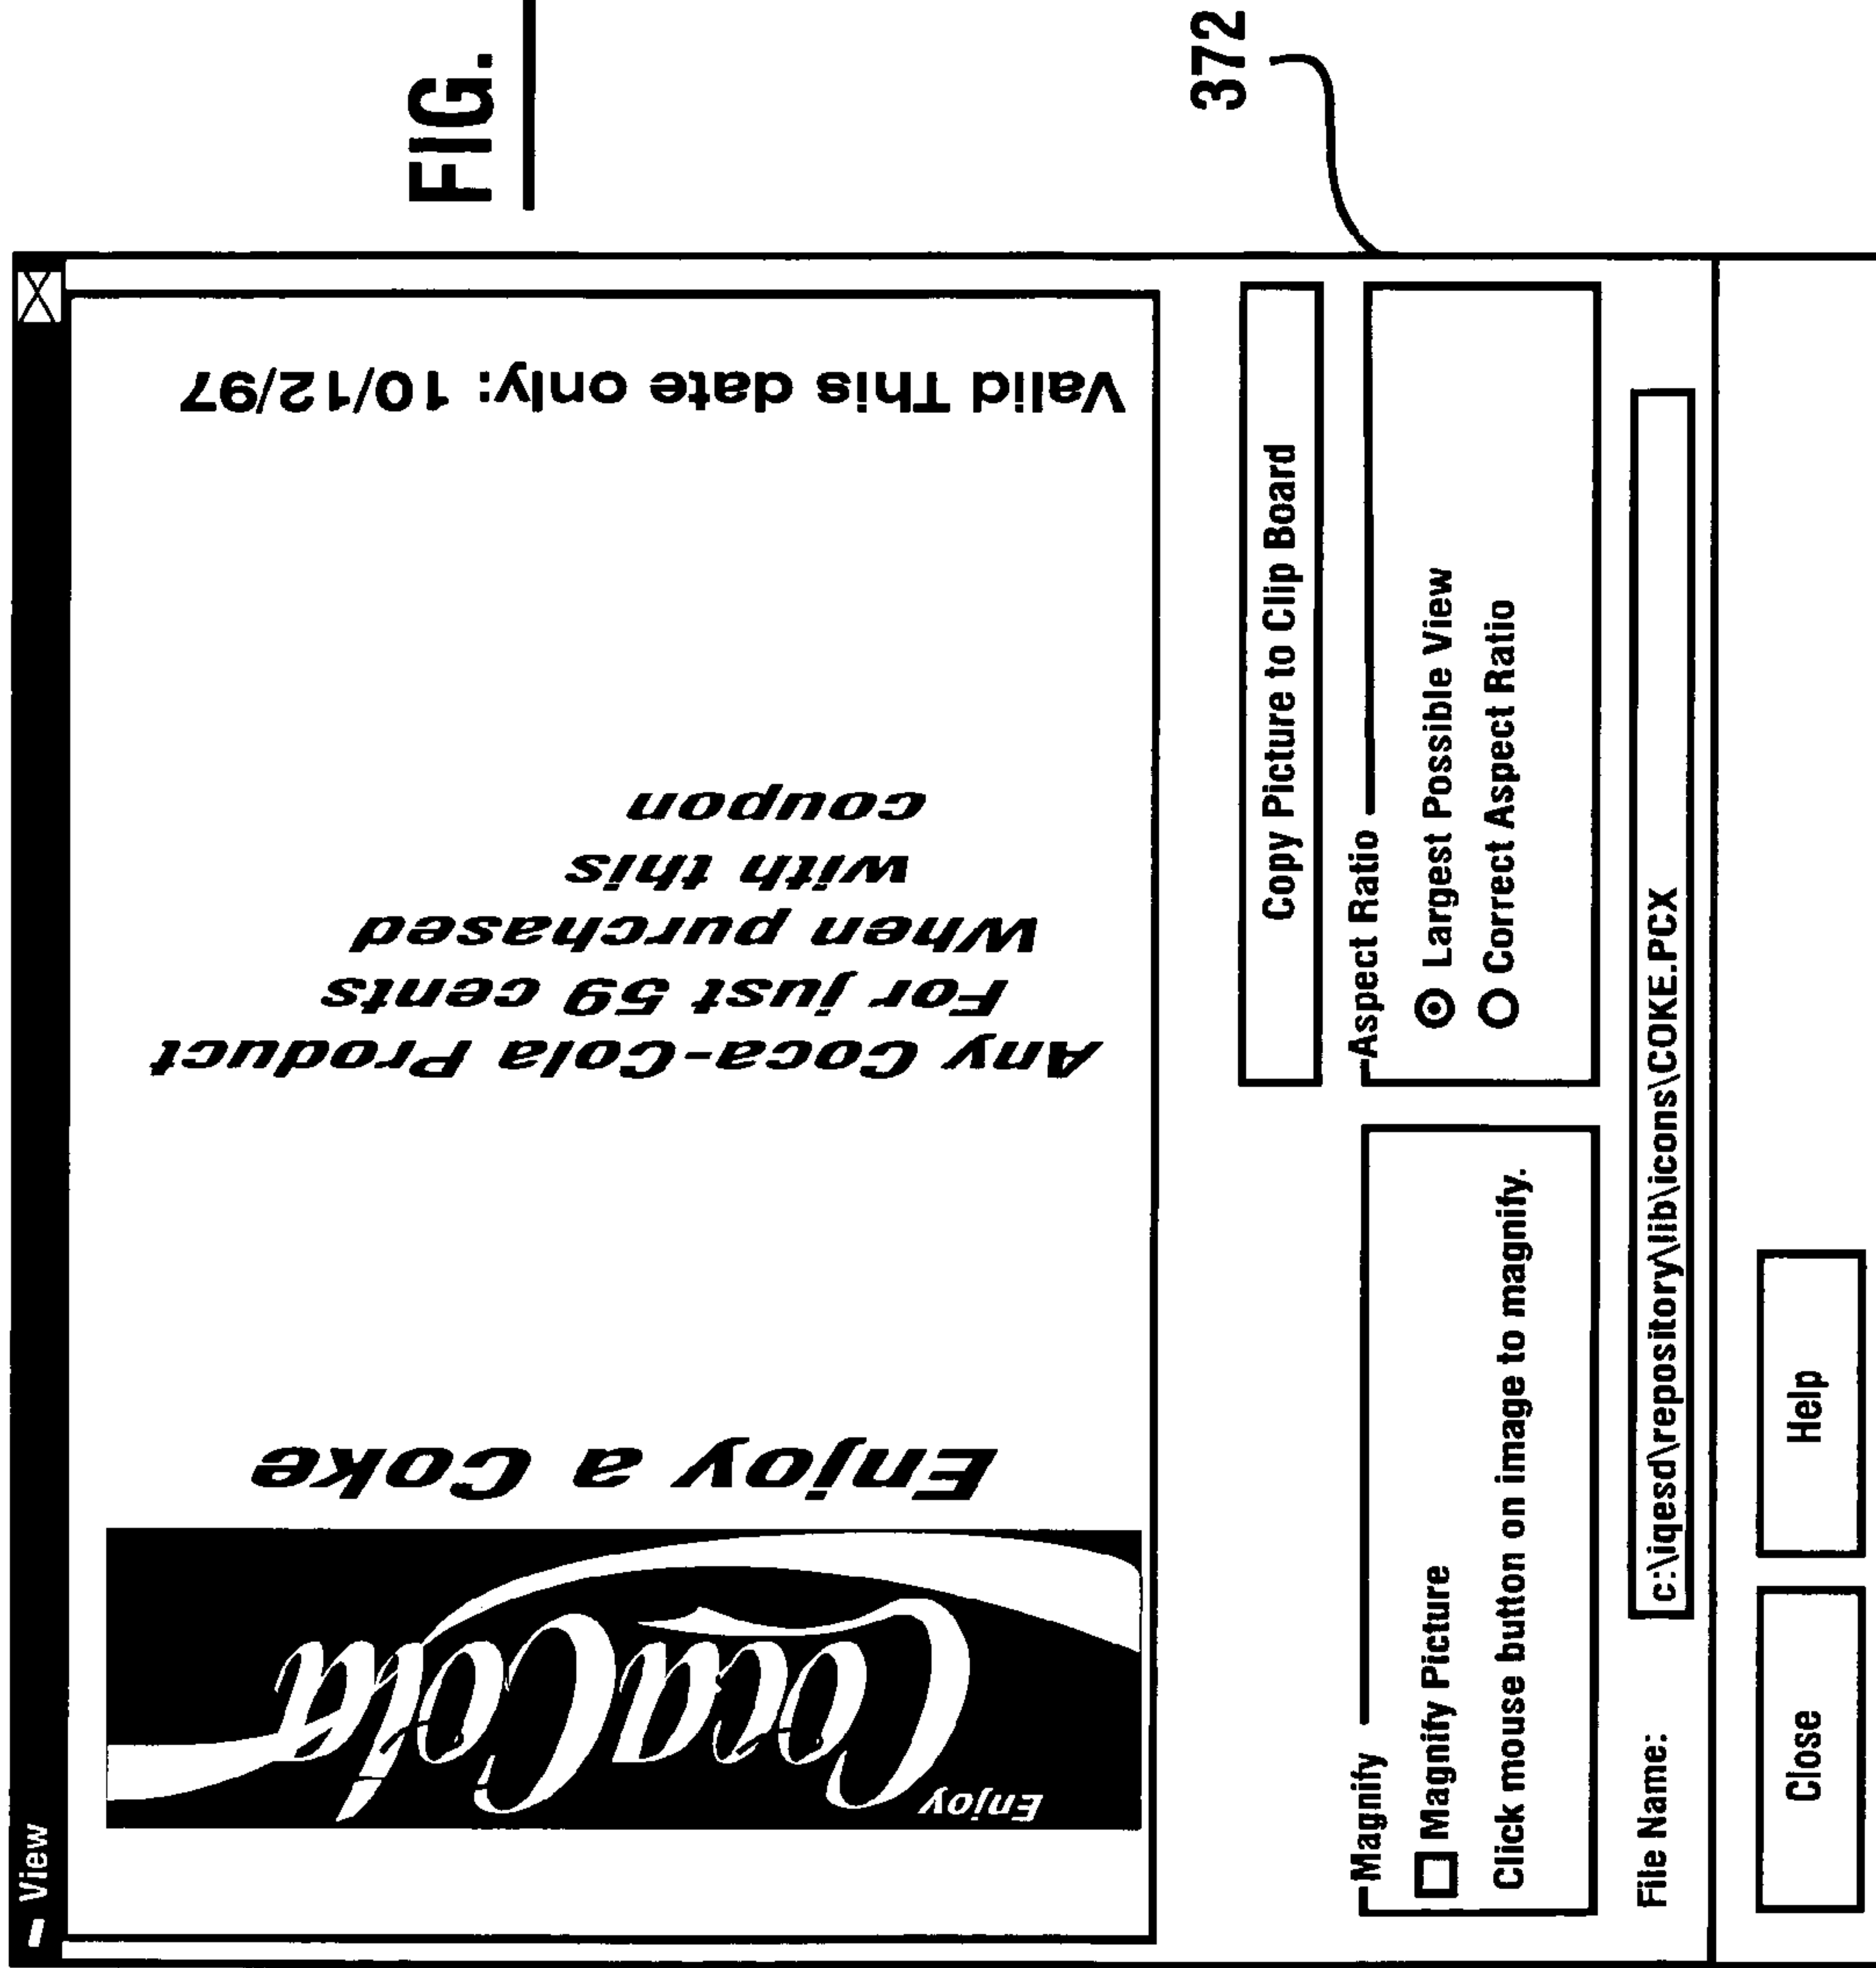 FIG.
372
View
Enjoy
Coca-Cola
Enjoy a Coke
Any Coca-Cola Product
For just 59 cents
When purchased
with this
coupon
Valid This date only: 10/12/97
Copy Picture to Clip Board
Magnify
Magnify Picture
Click mouse button on image to magnify.
Aspect Ratio
Largest Possible View
Correct Aspect Ratio
File Name:
c:\iqesd\repository\lib\icons\COKE.PCX
Close
Help